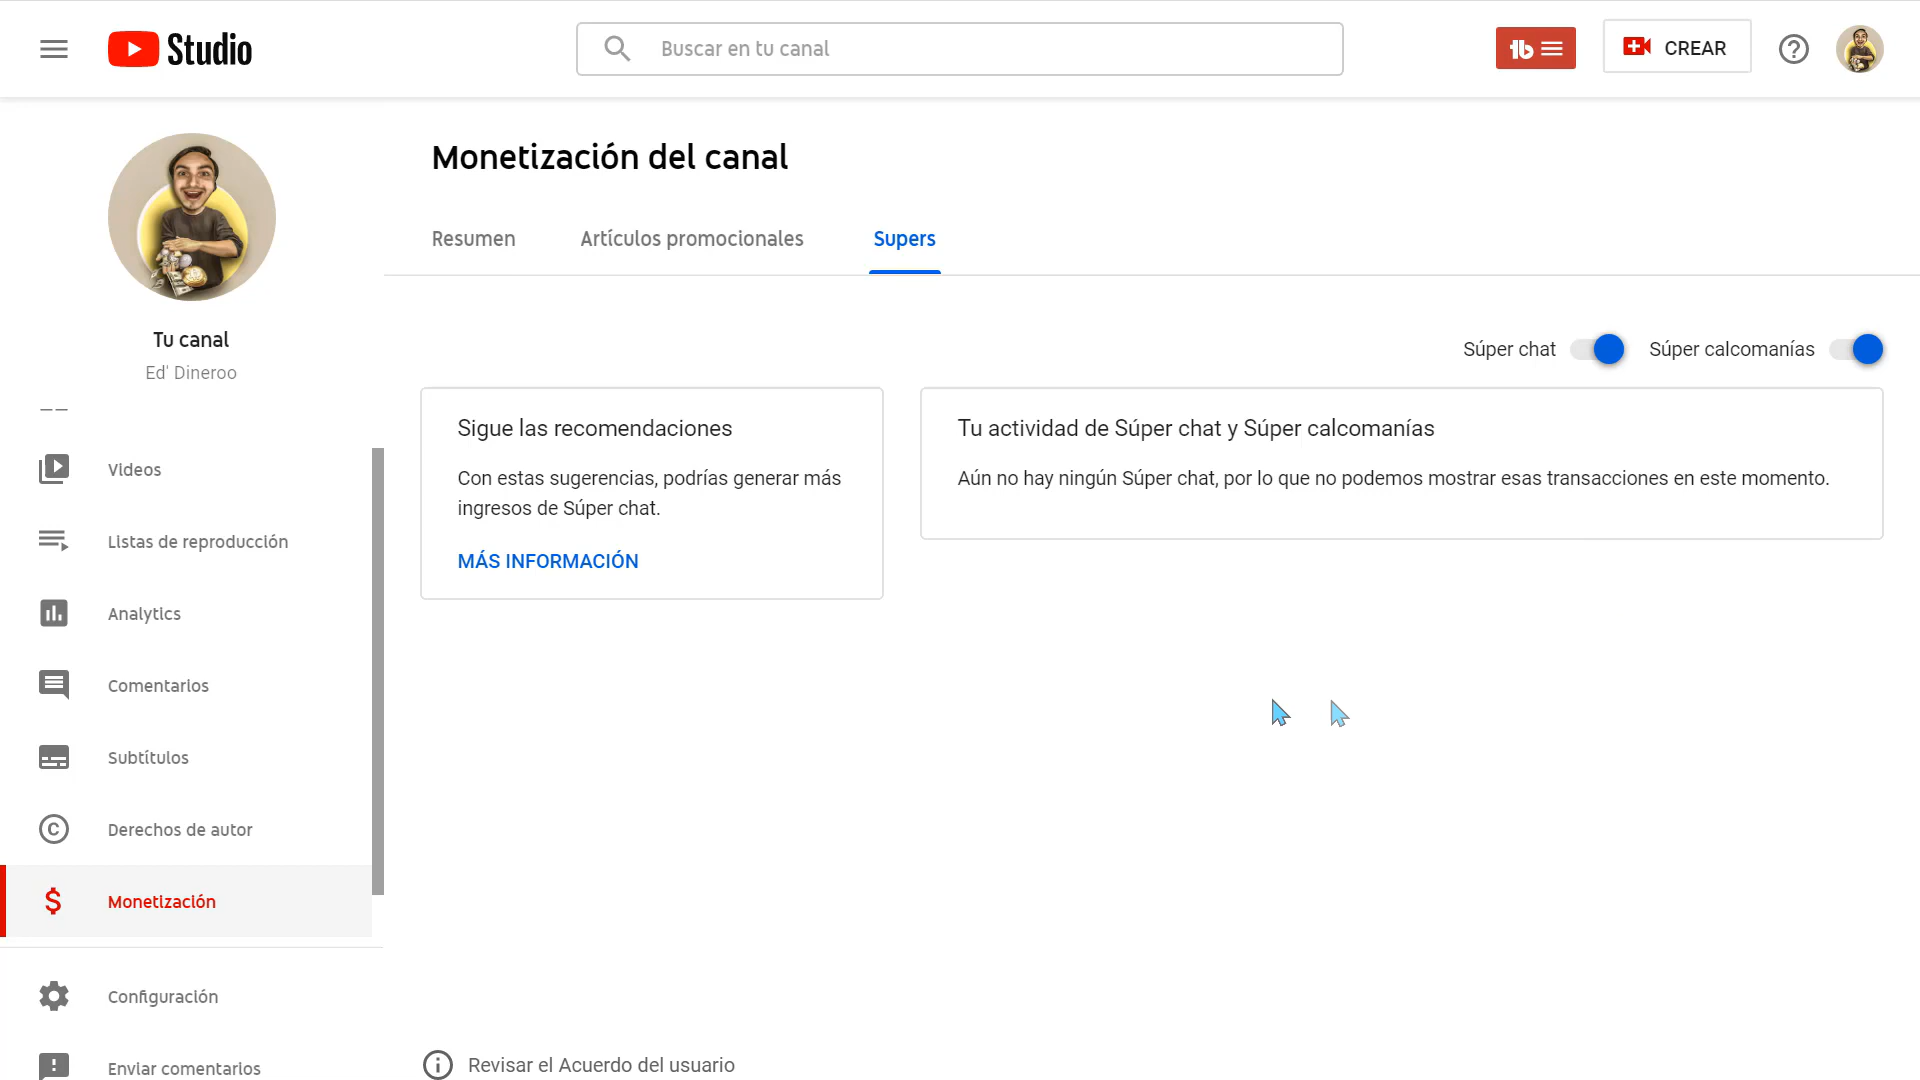 Studio
Buscar en tu canal
CREAR
Tu canal
Ed' Dineroo
Videos
Listas de reproducción
Analytics
Comentarios
Subtítulos
Derechos de autor
Monetización
Configuración
Enviar comentarios
Monetización del canal
Resumen
Artículos promocionales
Supers
Súper chat
Súper calcomanías
Sigue las recomendaciones
Con estas sugerencias, podrías generar más
ingresos de Súper chat.
MÁS INFORMACIÓN
Tu actividad de Súper chat y Súper calcomanías
Aún no hay ningún Súper chat, por lo que no podemos mostrar esas transacciones en este momento.
Revisar el Acuerdo del usuario